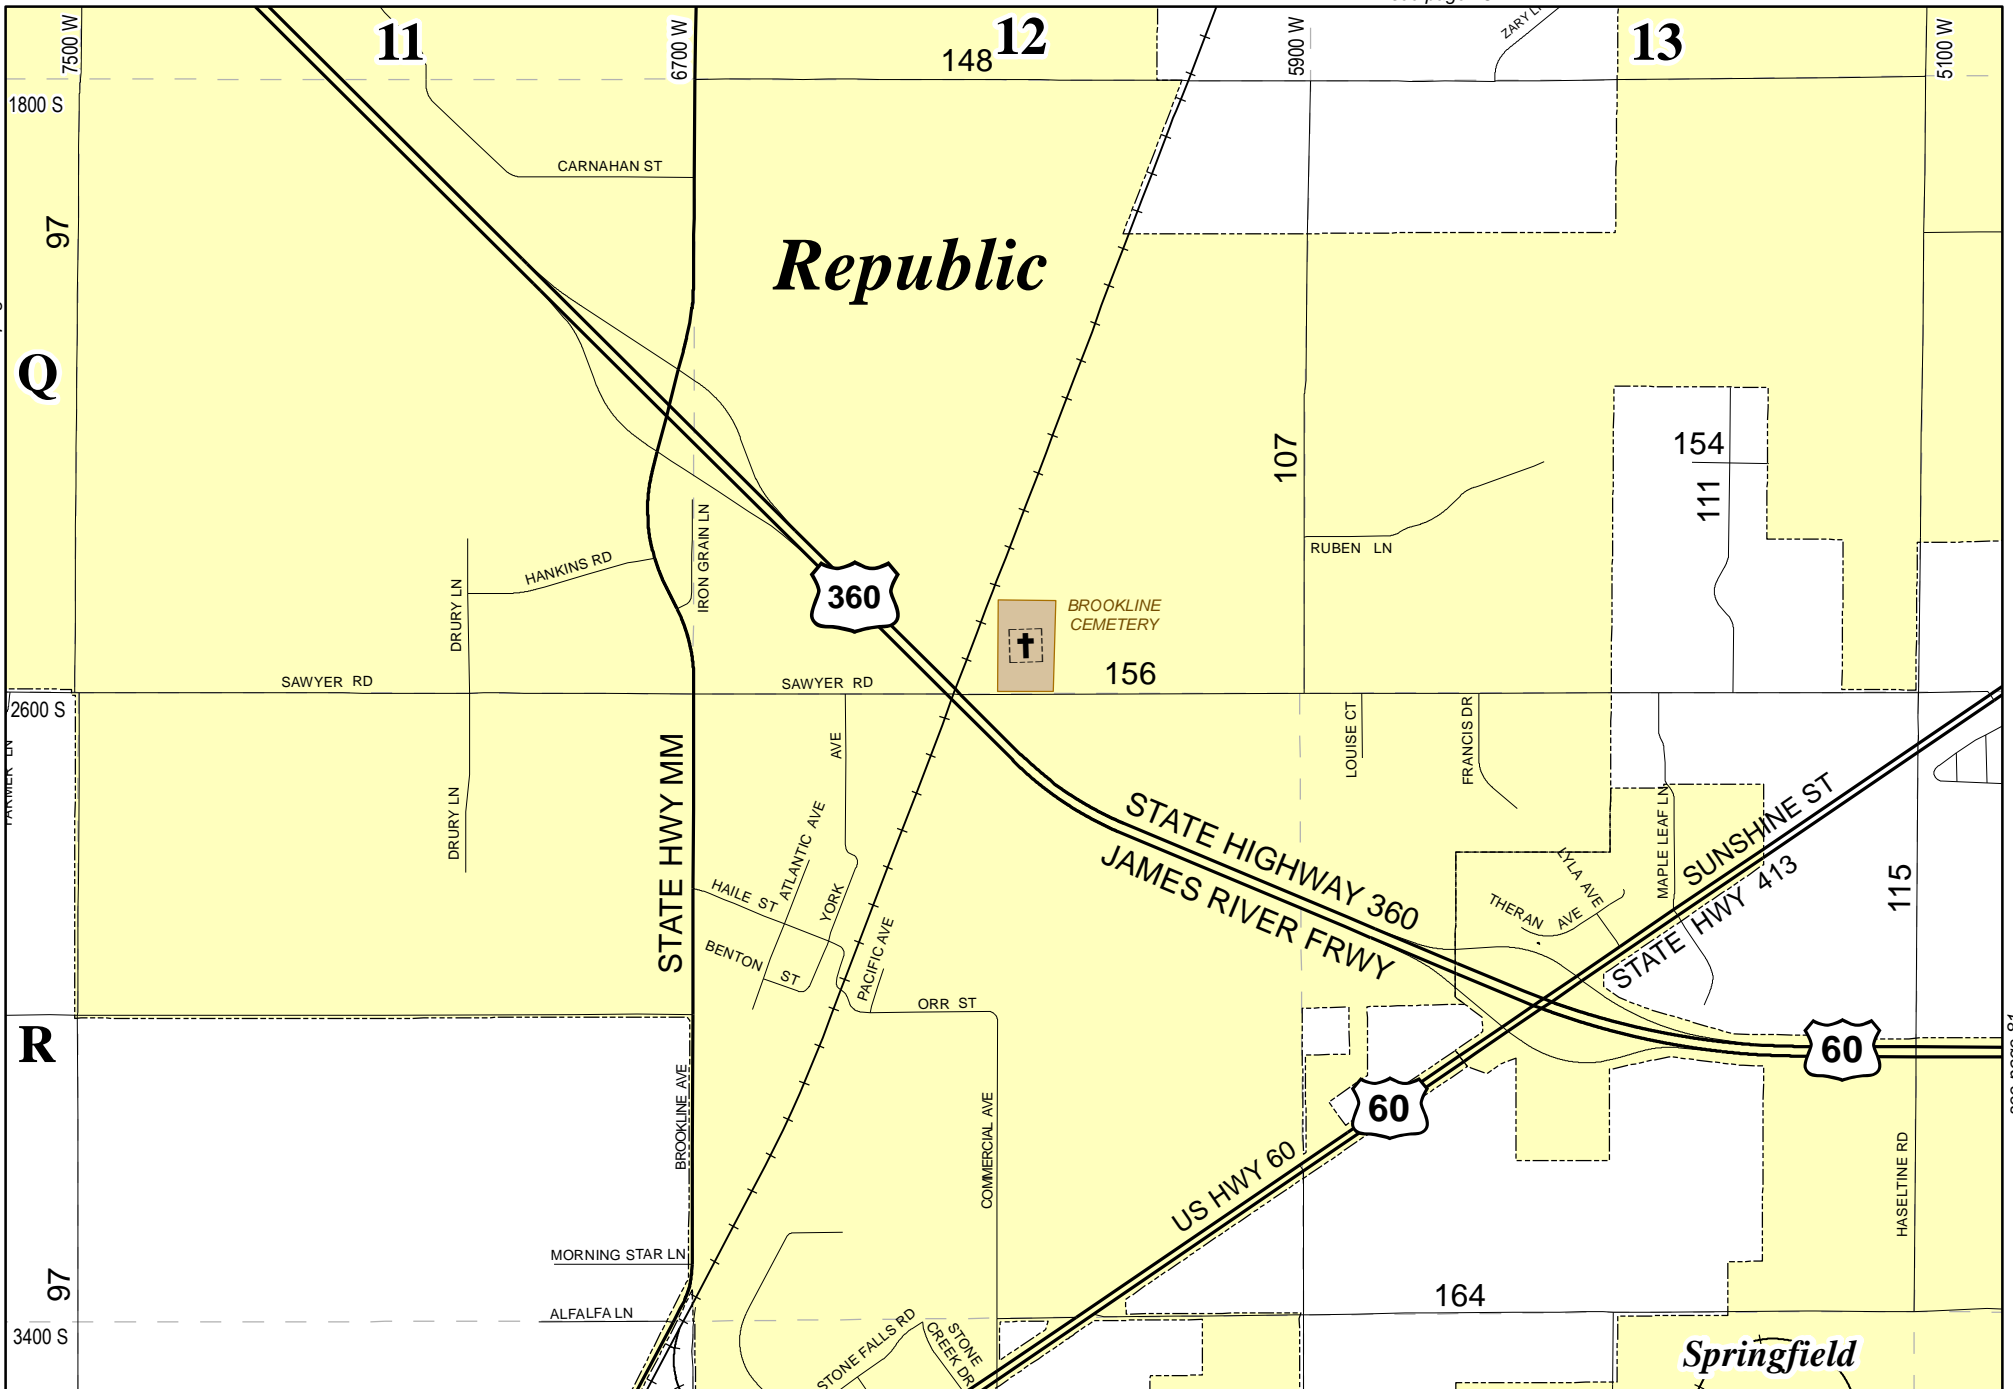 7500 W
11
6700 W
148
12
5900 W
ZARY LN
13
5100 W
1800 S
CARNAHAN ST
97
Republic
Q
107
154
111
RUBEN LN
HANKINS RD
DRURY LN
IRON GRAIN LN
360
BROOKLINE
CEMETERY
156
SAWYER RD
SAWYER RD
2600 S
LOUISE CT
FRANCIS DR
AVE
STATE HWY MM
DRURY LN
ATLANTIC AVE
YORK
HAILE ST
BENTON ST
PACIFIC AVE
ORR ST
STATE HIGHWAY 360
JAMES RIVER FRWY
MAPLE LEAF LN
LYLA AVE
THERAN AVE
SUNSHINE ST
STATE HWY 413
115
R
60
60
US HWY 60
BROOKLINE AVE
COMMERCIAL AVE
HASELTINE RD
MORNING STAR LN
97
ALFALFA LN
164
3400 S
STONE FALLS RD
STONE
CREEK DR
Springfield